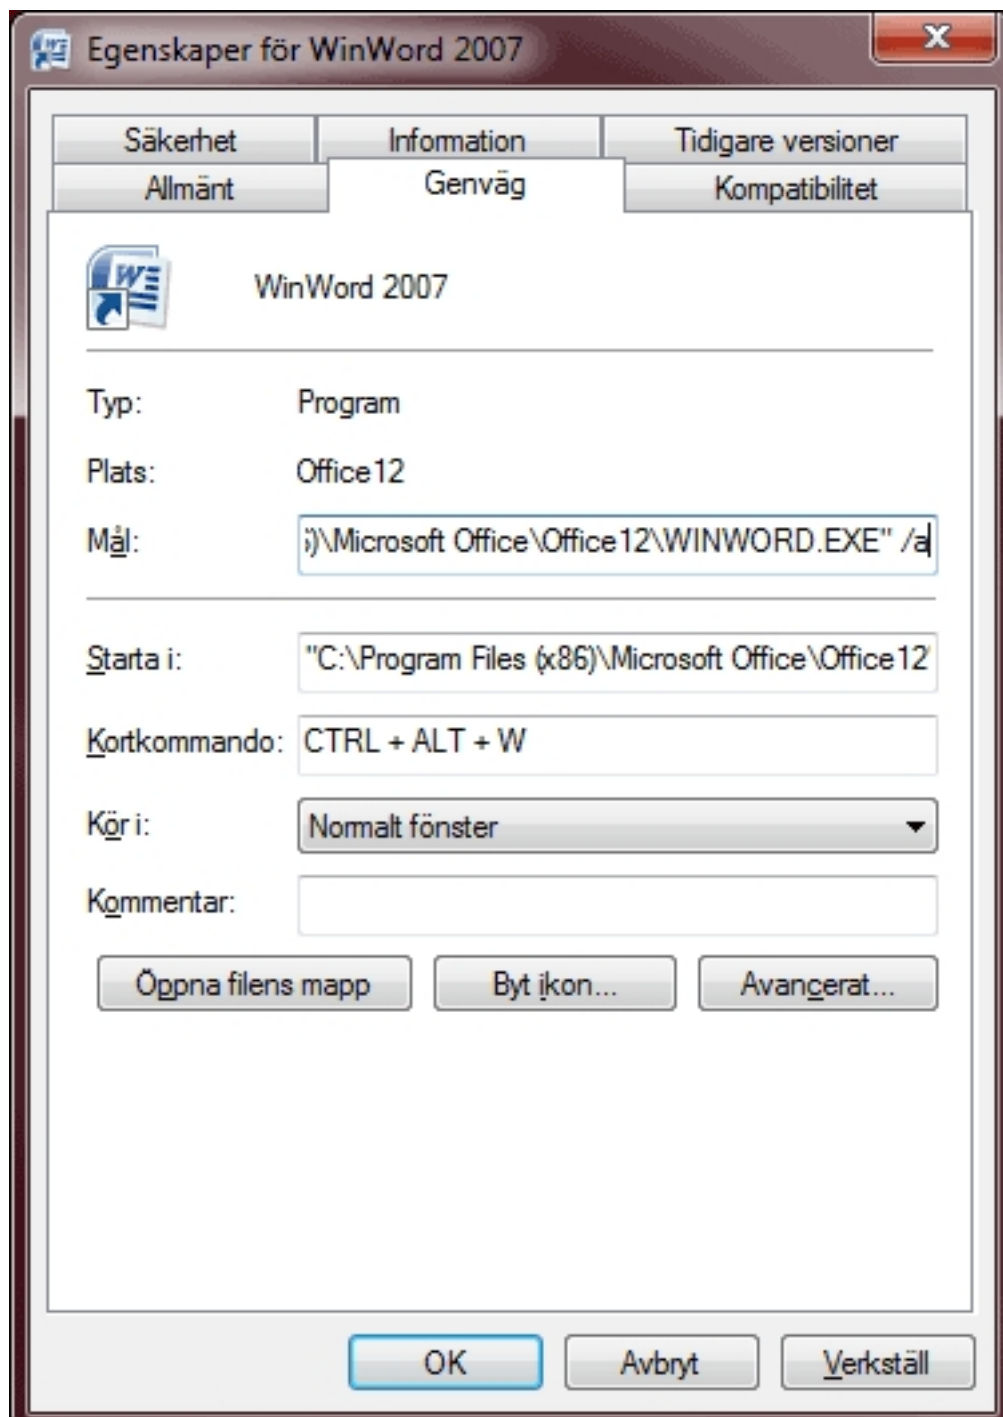 Egenskaper för WinWord 2007
Säkerhet Information Tidigare versioner
Allmänt Genväg Kompatibilitet
WinWord 2007
Typ: Program
Plats: Office12
Mål: )\Microsoft Office\Office12\WINWORD.EXE" /a
Starta i: "C:\Program Files (x86)\Microsoft Office\Office12"
Kortkommando: CTRL + ALT + W
Kör i: Normalt fönster
Kommentar:
Öppna filens mapp Byt ikon... Avancerat...
OK Avbryt Verkställ